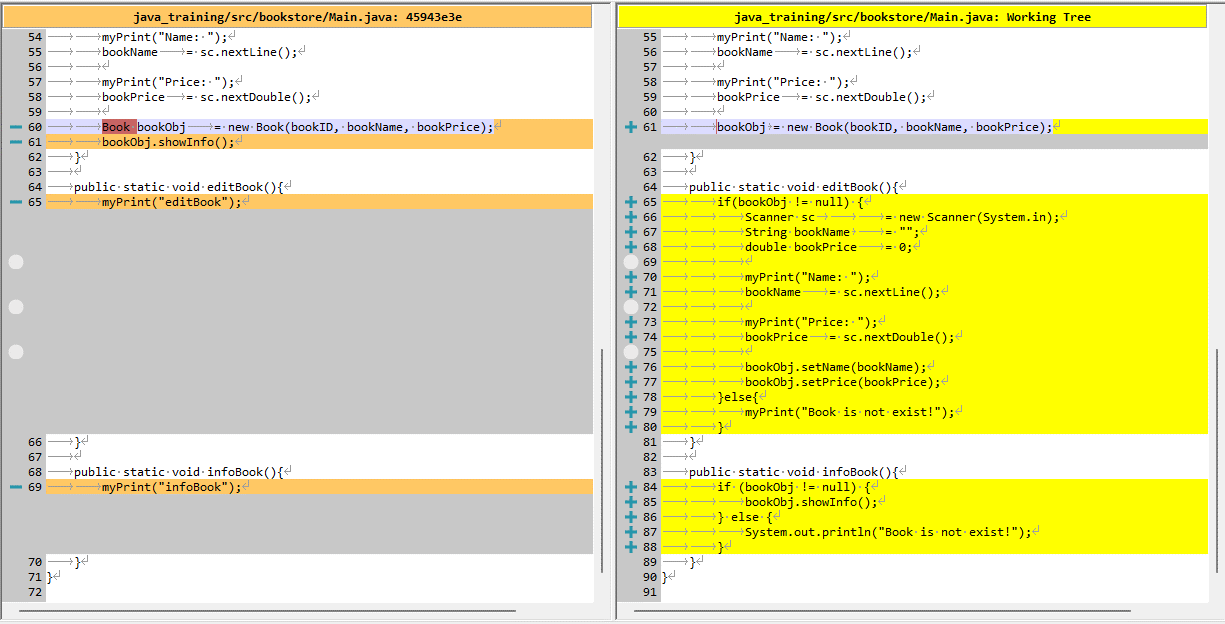 java_training/src/bookstore/Main.java: 45943e3e
54 myPrint("Name: ");
55 bookName = sc.nextLine();
56
57 myPrint("Price: ");
58 bookPrice = sc.nextDouble();
59
60 Book bookObj = new Book(bookID, bookName, bookPrice);
61 bookObj.showInfo();
62 }
63
64 public static void editBook(){
65 myPrint("editBook");
66 }
67
68 public static void infoBook(){
69 myPrint("infoBook");
70 }
71 }
72
java_training/src/bookstore/Main.java: Working Tree
55 myPrint("Name: ");
56 bookName = sc.nextLine();
57
58 myPrint("Price: ");
59 bookPrice = sc.nextDouble();
60
61 bookObj = new Book(bookID, bookName, bookPrice);
62 }
63
64 public static void editBook(){
65 if(bookObj != null) {
66 Scanner sc = new Scanner(System.in);
67 String bookName = "";
68 double bookPrice = 0;
69
70 myPrint("Name: ");
71 bookName = sc.nextLine();
72
73 myPrint("Price: ");
74 bookPrice = sc.nextDouble();
75
76 bookObj.setName(bookName);
77 bookObj.setPrice(bookPrice);
78 }else{
79 myPrint("Book is not exist!");
80 }
81 }
82
83 public static void infoBook(){
84 if (bookObj != null) {
85 bookObj.showInfo();
86 } else {
87 System.out.println("Book is not exist!");
88 }
89 }
90 }
91